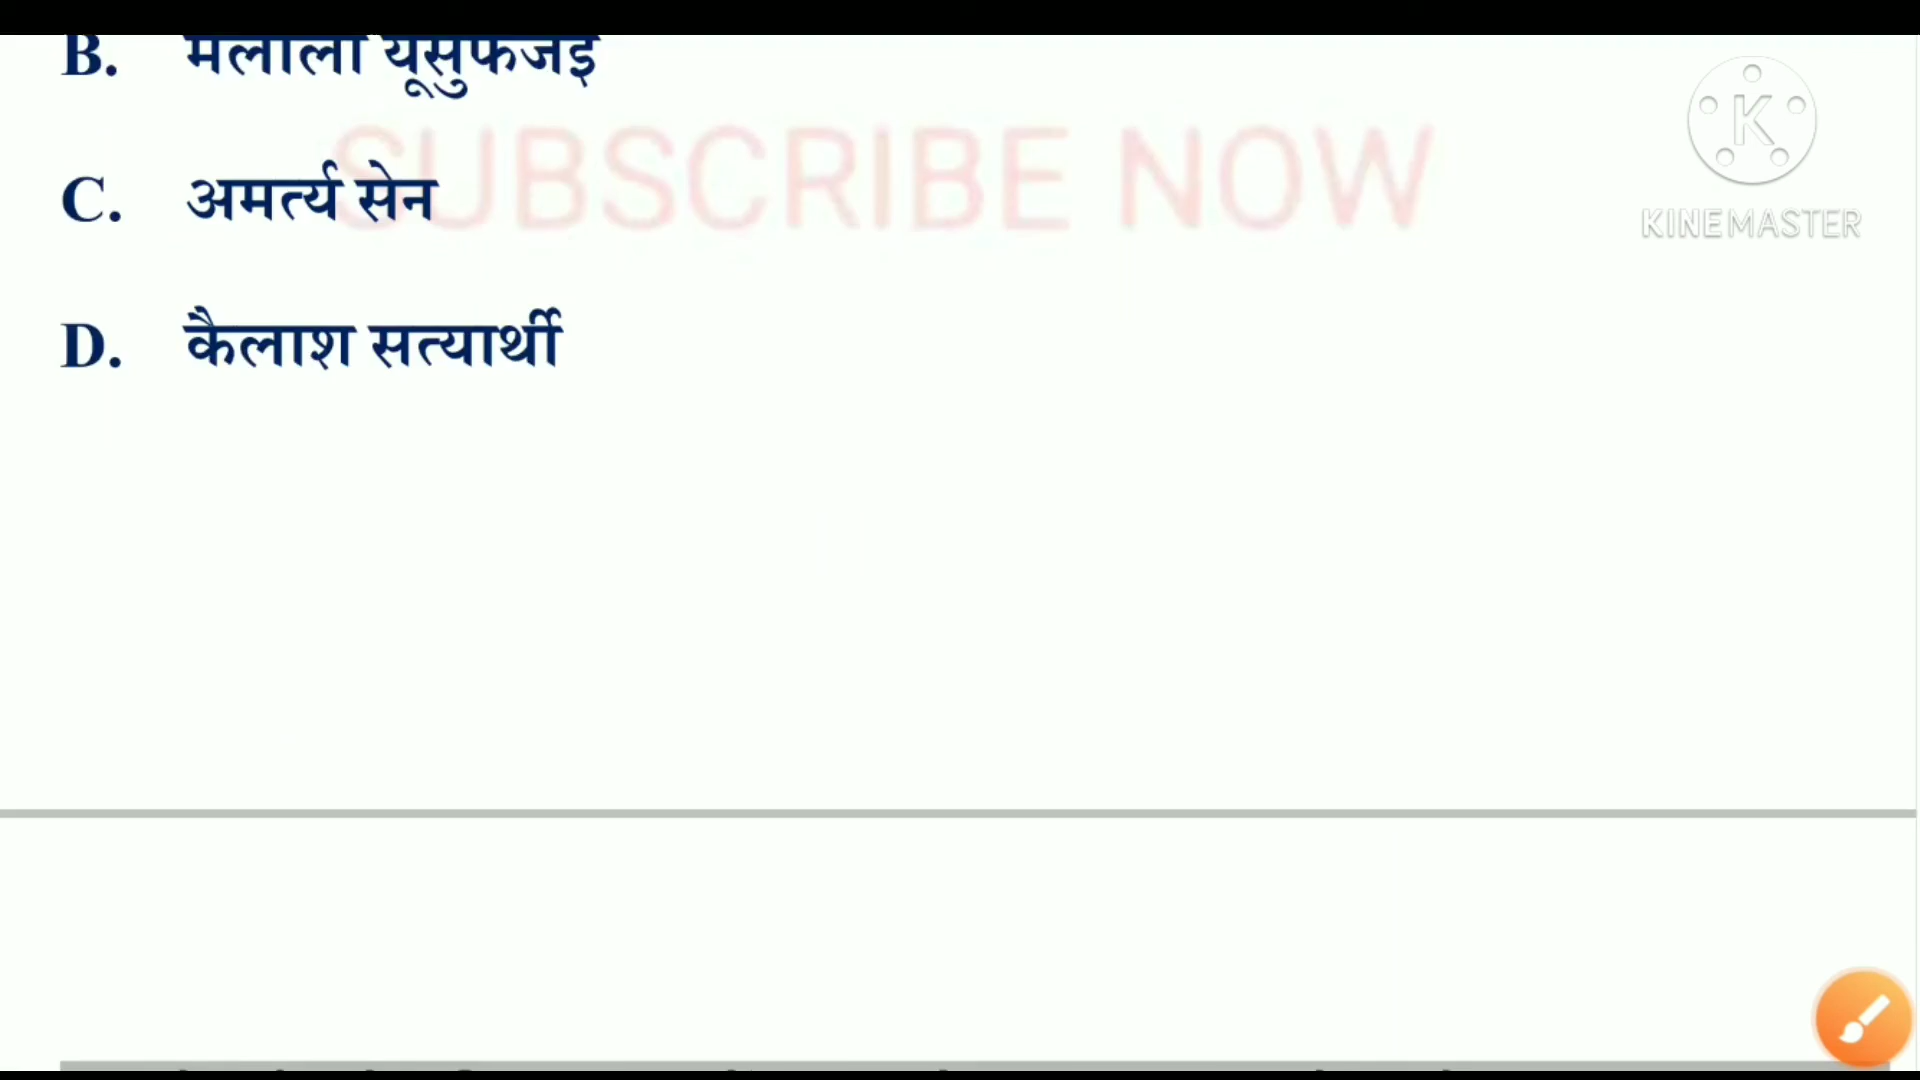 B. मलाला यूसुफजई
SUBSCRIBE NOW
C. अमर्त्य सेन
D. कैलाश सत्यार्थी
K
KINEMASTER